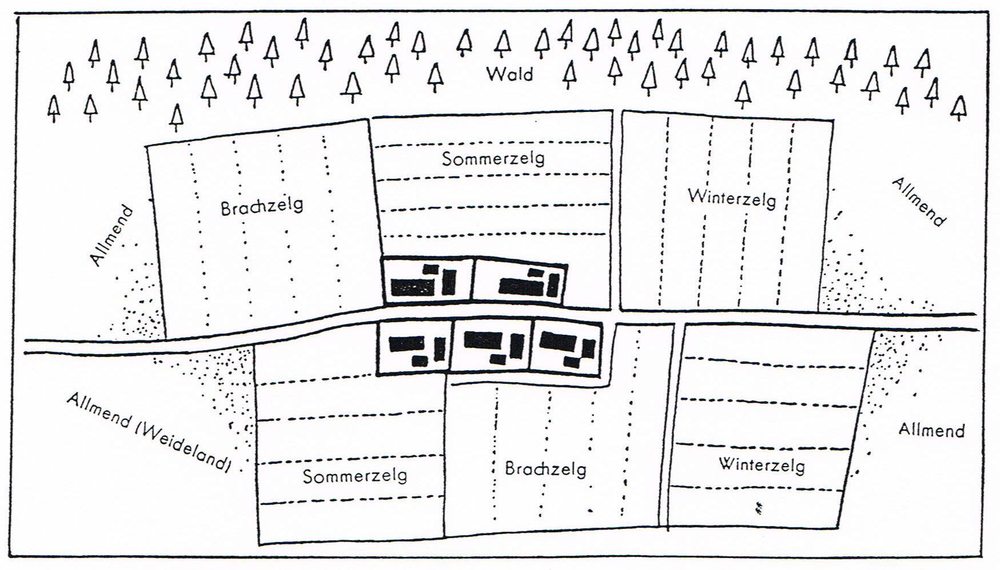 Wald
Sommerzelg
Brachzelg
Winterzelg
Allmend
Allmend
Allmend (Weideland)
Sommerzelg
Brachzelg
Winterzelg
Allmend